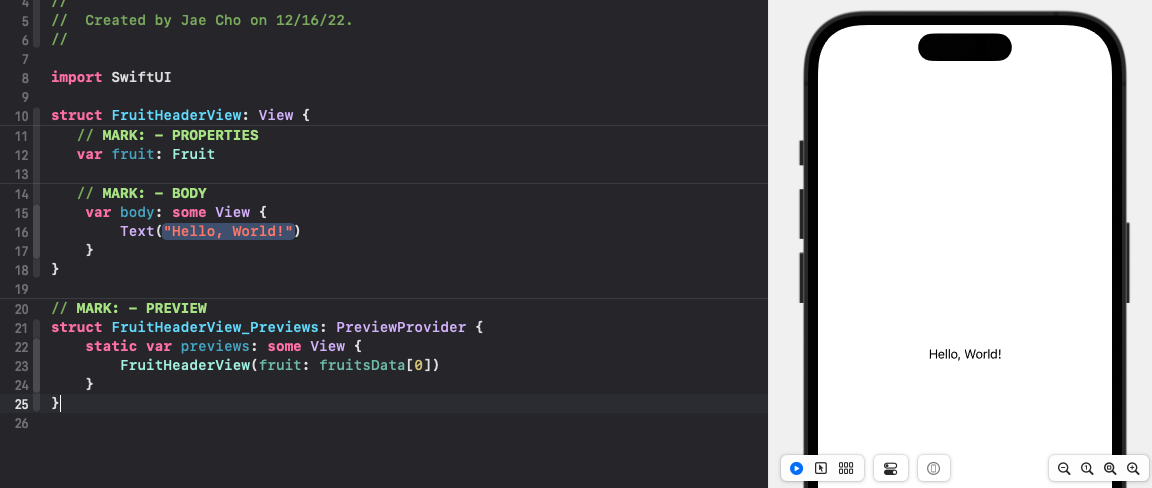 4 //
5 //  Created by Jae Cho on 12/16/22.
6 //
7
8 import SwiftUI
9
10 struct FruitHeaderView: View {
11    // MARK: - PROPERTIES
12    var fruit: Fruit
13
14    // MARK: - BODY
15     var body: some View {
16         Text("Hello, World!")
17     }
18 }
19
20 // MARK: - PREVIEW
21 struct FruitHeaderView_Previews: PreviewProvider {
22     static var previews: some View {
23         FruitHeaderView(fruit: fruitsData[0])
24     }
25 }
26
Hello, World!